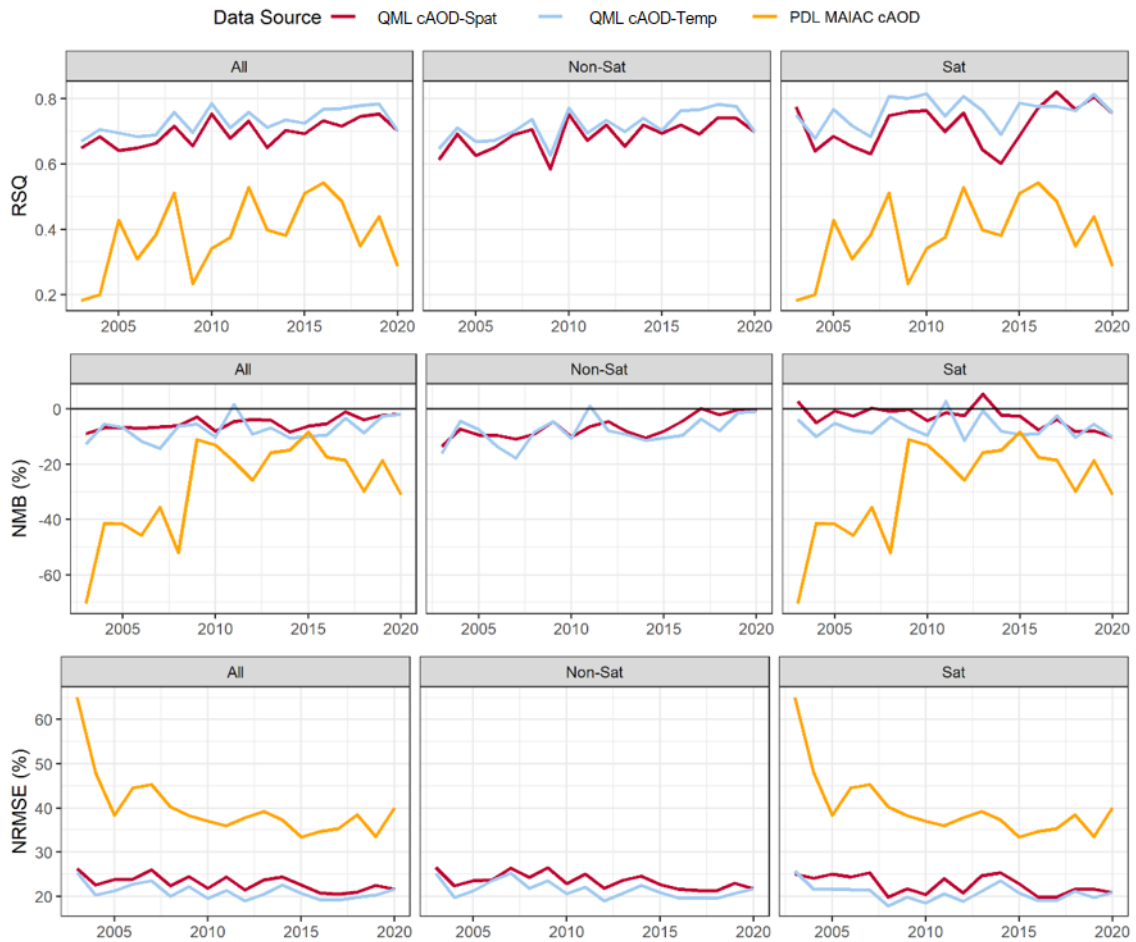 Data Source QML cAOD-Spat QML cAOD-Temp PDL MAIAC cAOD
All Non-Sat Sat
RSQ
0.8
0.6
0.4
0.2
2005 2010 2015 2020 2005 2010 2015 2020 2005 2010 2015 2020
All Non-Sat Sat
NMB (%)
0
-20
-40
-60
2005 2010 2015 2020 2005 2010 2015 2020 2005 2010 2015 2020
All Non-Sat Sat
NRMSE (%)
60
50
40
30
20
2005 2010 2015 2020 2005 2010 2015 2020 2005 2010 2015 2020